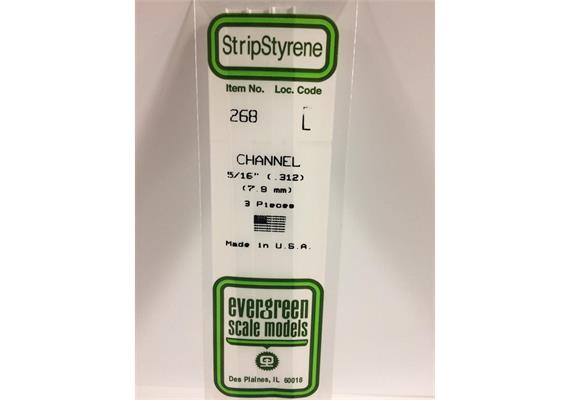 StripStyrene
Item No. Loc. Code
268 L
CHANNEL
5/16" (.312)
(7.9 mm)
3 Pieces
Made in U.S.A.
evergreen
scale models
Des Plaines, IL 60018